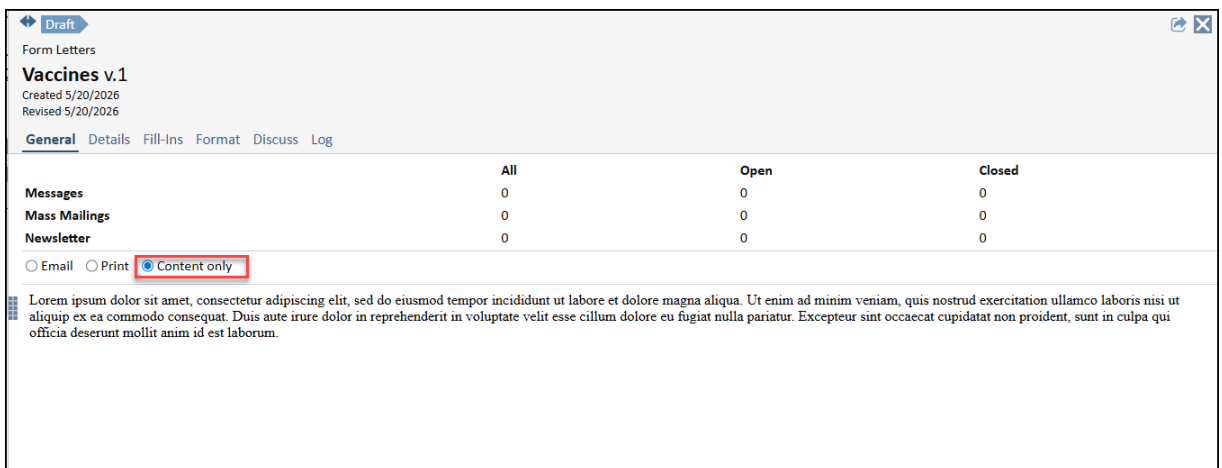 Draft
Form Letters
Vaccines v.1
Created 5/20/2026
Revised 5/20/2026
General Details Fill-Ins Format Discuss Log
All Open Closed
Messages 0 0 0
Mass Mailings 0 0 0
Newsletter 0 0 0
Email Print Content only
Lorem ipsum dolor sit amet, consectetur adipiscing elit, sed do eiusmod tempor incididunt ut labore et dolore magna aliqua. Ut enim ad minim veniam, quis nostrud exercitation ullamco laboris nisi ut
aliquip ex ea commodo consequat. Duis aute irure dolor in reprehenderit in voluptate velit esse cillum dolore eu fugiat nulla pariatur. Excepteur sint occaecat cupidatat non proident, sunt in culpa qui
officia deserunt mollit anim id est laborum.